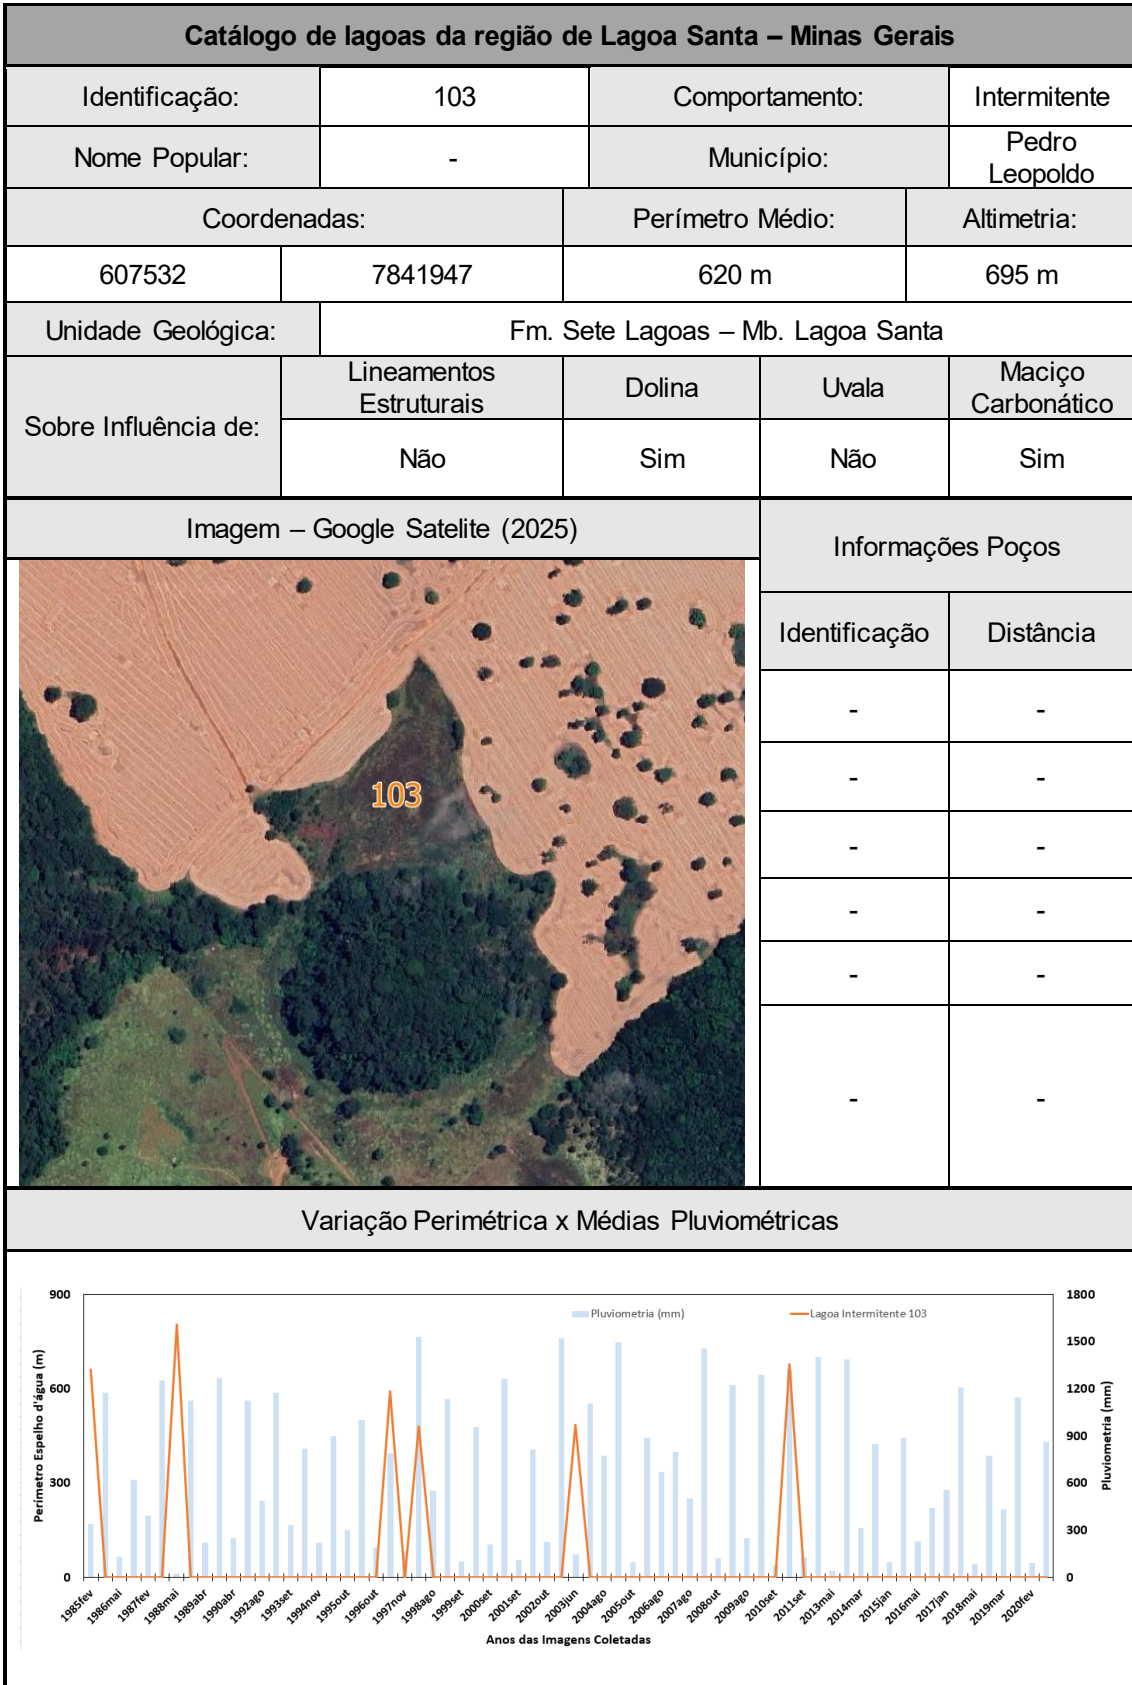 Catálogo de lagoas da região de Lagoa Santa – Minas Gerais
Identificação: 103 Comportamento: Intermitente
Nome Popular: - Município: Pedro Leopoldo
Coordenadas: Perímetro Médio: Altimetria:
607532 7841947 620 m 695 m
Unidade Geológica: Fm. Sete Lagoas – Mb. Lagoa Santa
Sobre Influência de:
Lineamentos Estruturais Dolina Uvala Maciço Carbonático
Não Sim Não Sim
Imagem – Google Satelite (2025)
103
Informações Poços
Identificação Distância
- -
- -
- -
- -
- -
- -
Variação Perimétrica x Médias Pluviométricas
Pluviometria (mm) Lagoa Intermitente 103
Perímetro Espelho d'água (m)
900
600
300
0
1800
1500
1200
900
600
300
0
Pluviometria (mm)
1985fev 1986mai 1987fev 1988mai 1989abr 1990abr 1992ago 1993set 1994nov 1995out 1996out 1997nov 1998ago 1999set 2000set 2001set 2002out 2003jun 2004ago 2005out 2006ago 2007ago 2008out 2009ago 2010set 2011set 2013mai 2014mar 2015jan 2016mai 2017jan 2018mai 2019mar 2020fev
Anos das Imagens Coletadas